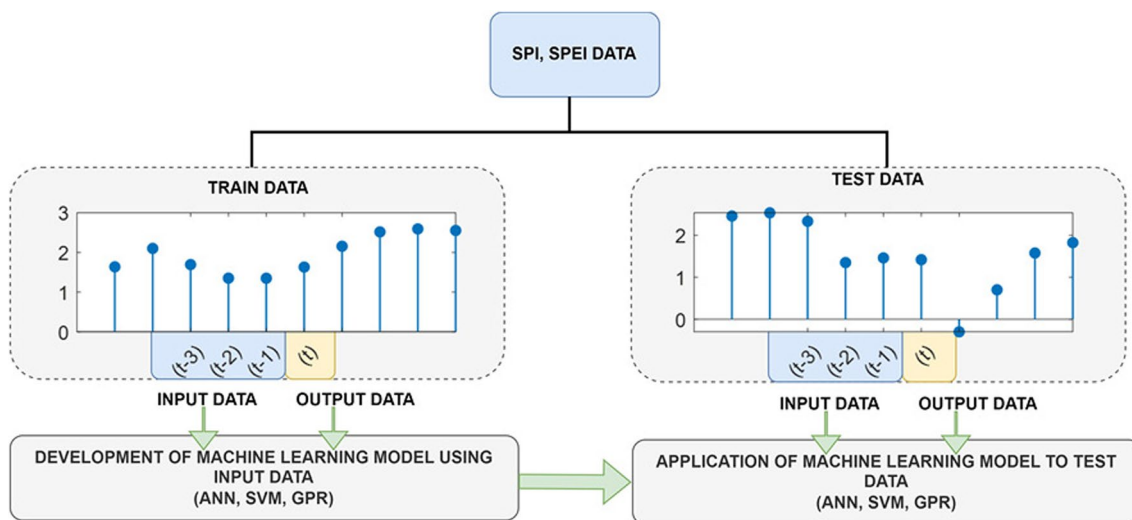 SPI, SPEI DATA
TRAIN DATA
3
2
1
0
(t-3)
(t-2)
(t-1)
(t)
INPUT DATA
OUTPUT DATA
DEVELOPMENT OF MACHINE LEARNING MODEL USING
INPUT DATA
(ANN, SVM, GPR)
TEST DATA
2
1
0
(t-3)
(t-2)
(t-1)
(t)
INPUT DATA
OUTPUT DATA
APPLICATION OF MACHINE LEARNING MODEL TO TEST
DATA
(ANN, SVM, GPR)